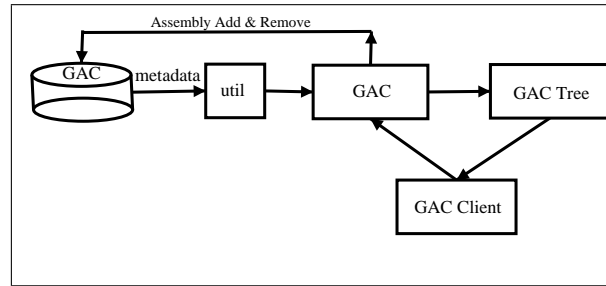 Assembly Add & Remove
GAC
metadata
util
GAC
GAC Tree
GAC Client